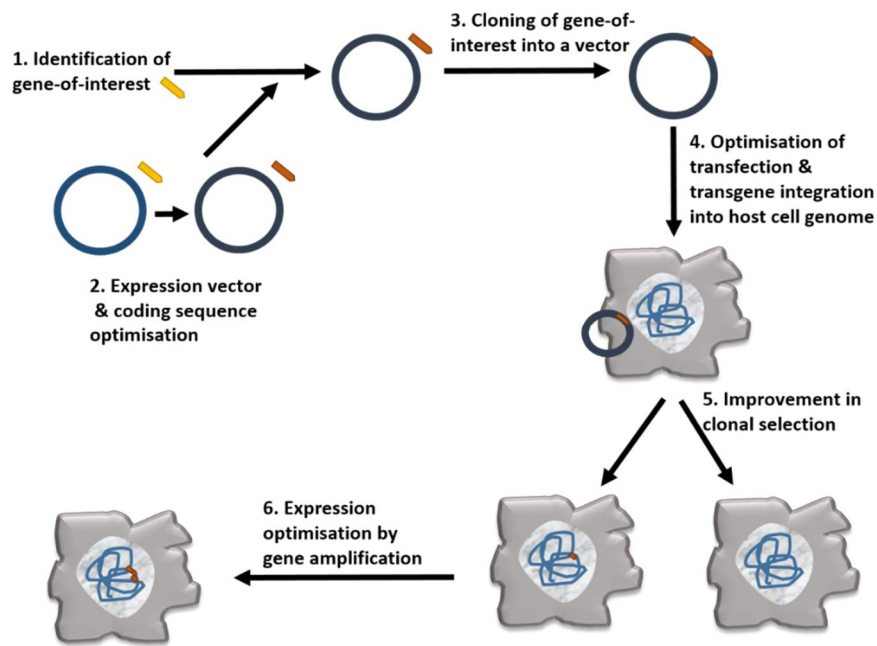 1. Identification of
gene-of-interest
2. Expression vector
& coding sequence
optimisation
3. Cloning of gene-of-
interest into a vector
4. Optimisation of
transfection &
transgene integration
into host cell genome
5. Improvement in
clonal selection
6. Expression
optimisation by
gene amplification